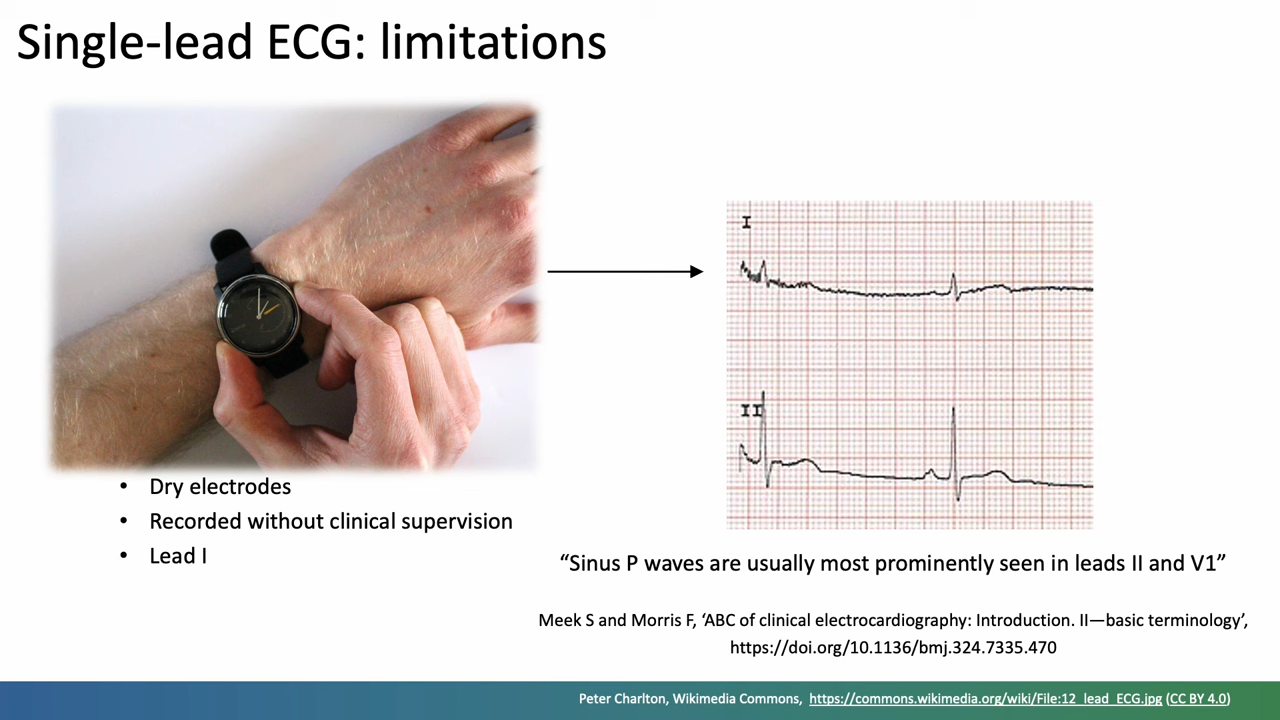 Single-lead ECG: limitations
I
II
• Dry electrodes
• Recorded without clinical supervision
• Lead I
“Sinus P waves are usually most prominently seen in leads II and V1”
Meek S and Morris F, ‘ABC of clinical electrocardiography: Introduction. II—basic terminology’,
https://doi.org/10.1136/bmj.324.7335.470
Peter Charlton, Wikimedia Commons, https://commons.wikimedia.org/wiki/File:12_lead_ECG.jpg (CC BY 4.0)